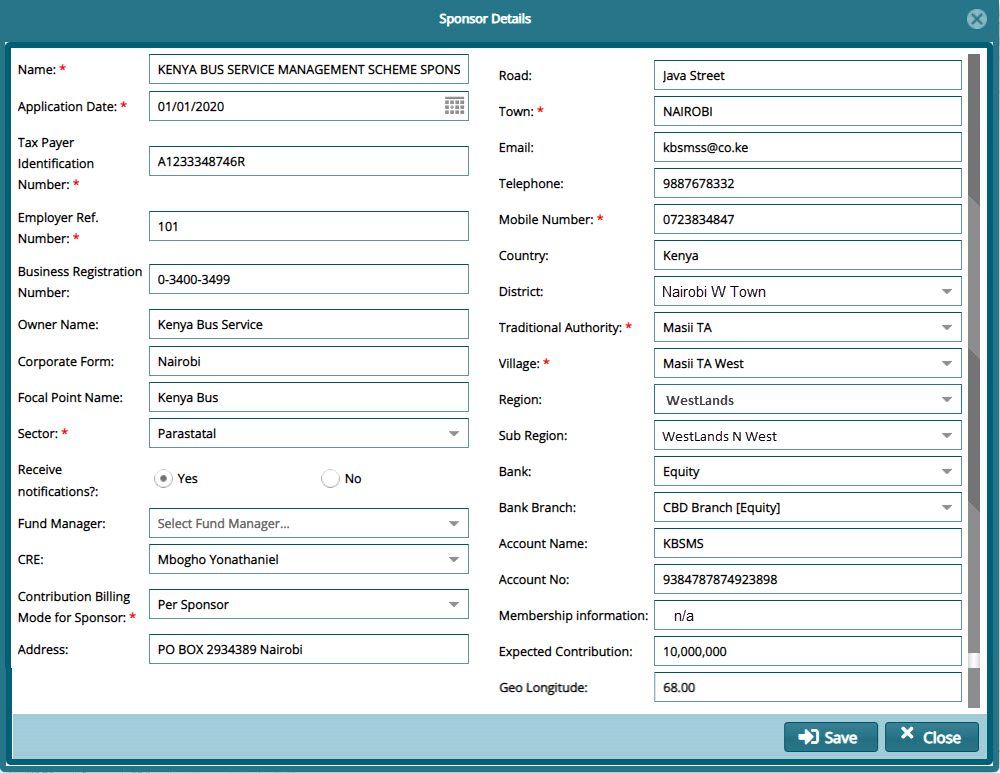 Sponsor Details
Name: *
KENYA BUS SERVICE MANAGEMENT SCHEME SPONS
Application Date: *
01/01/2020
Tax Payer
Identification
Number: *
A1233348746R
Employer Ref.
Number: *
101
Business Registration
Number:
0-3400-3499
Owner Name:
Kenya Bus Service
Corporate Form:
Nairobi
Focal Point Name:
Kenya Bus
Sector: *
Parastatal
Receive
notifications?:
Yes
No
Fund Manager:
Select Fund Manager...
CRE:
Mbogho Yonathaniel
Contribution Billing
Mode for Sponsor: *
Per Sponsor
Address:
PO BOX 2934389 Nairobi
Road:
Java Street
Town: *
NAIROBI
Email:
kbsmss@co.ke
Telephone:
9887678332
Mobile Number: *
0723834847
Country:
Kenya
District:
Nairobi W Town
Traditional Authority: *
Masii TA
Village: *
Masii TA West
Region:
WestLands
Sub Region:
WestLands N West
Bank:
Equity
Bank Branch:
CBD Branch [Equity]
Account Name:
KBSMS
Account No:
9384787874923898
Membership information:
n/a
Expected Contribution:
10,000,000
Geo Longitude:
68.00
Save
Close